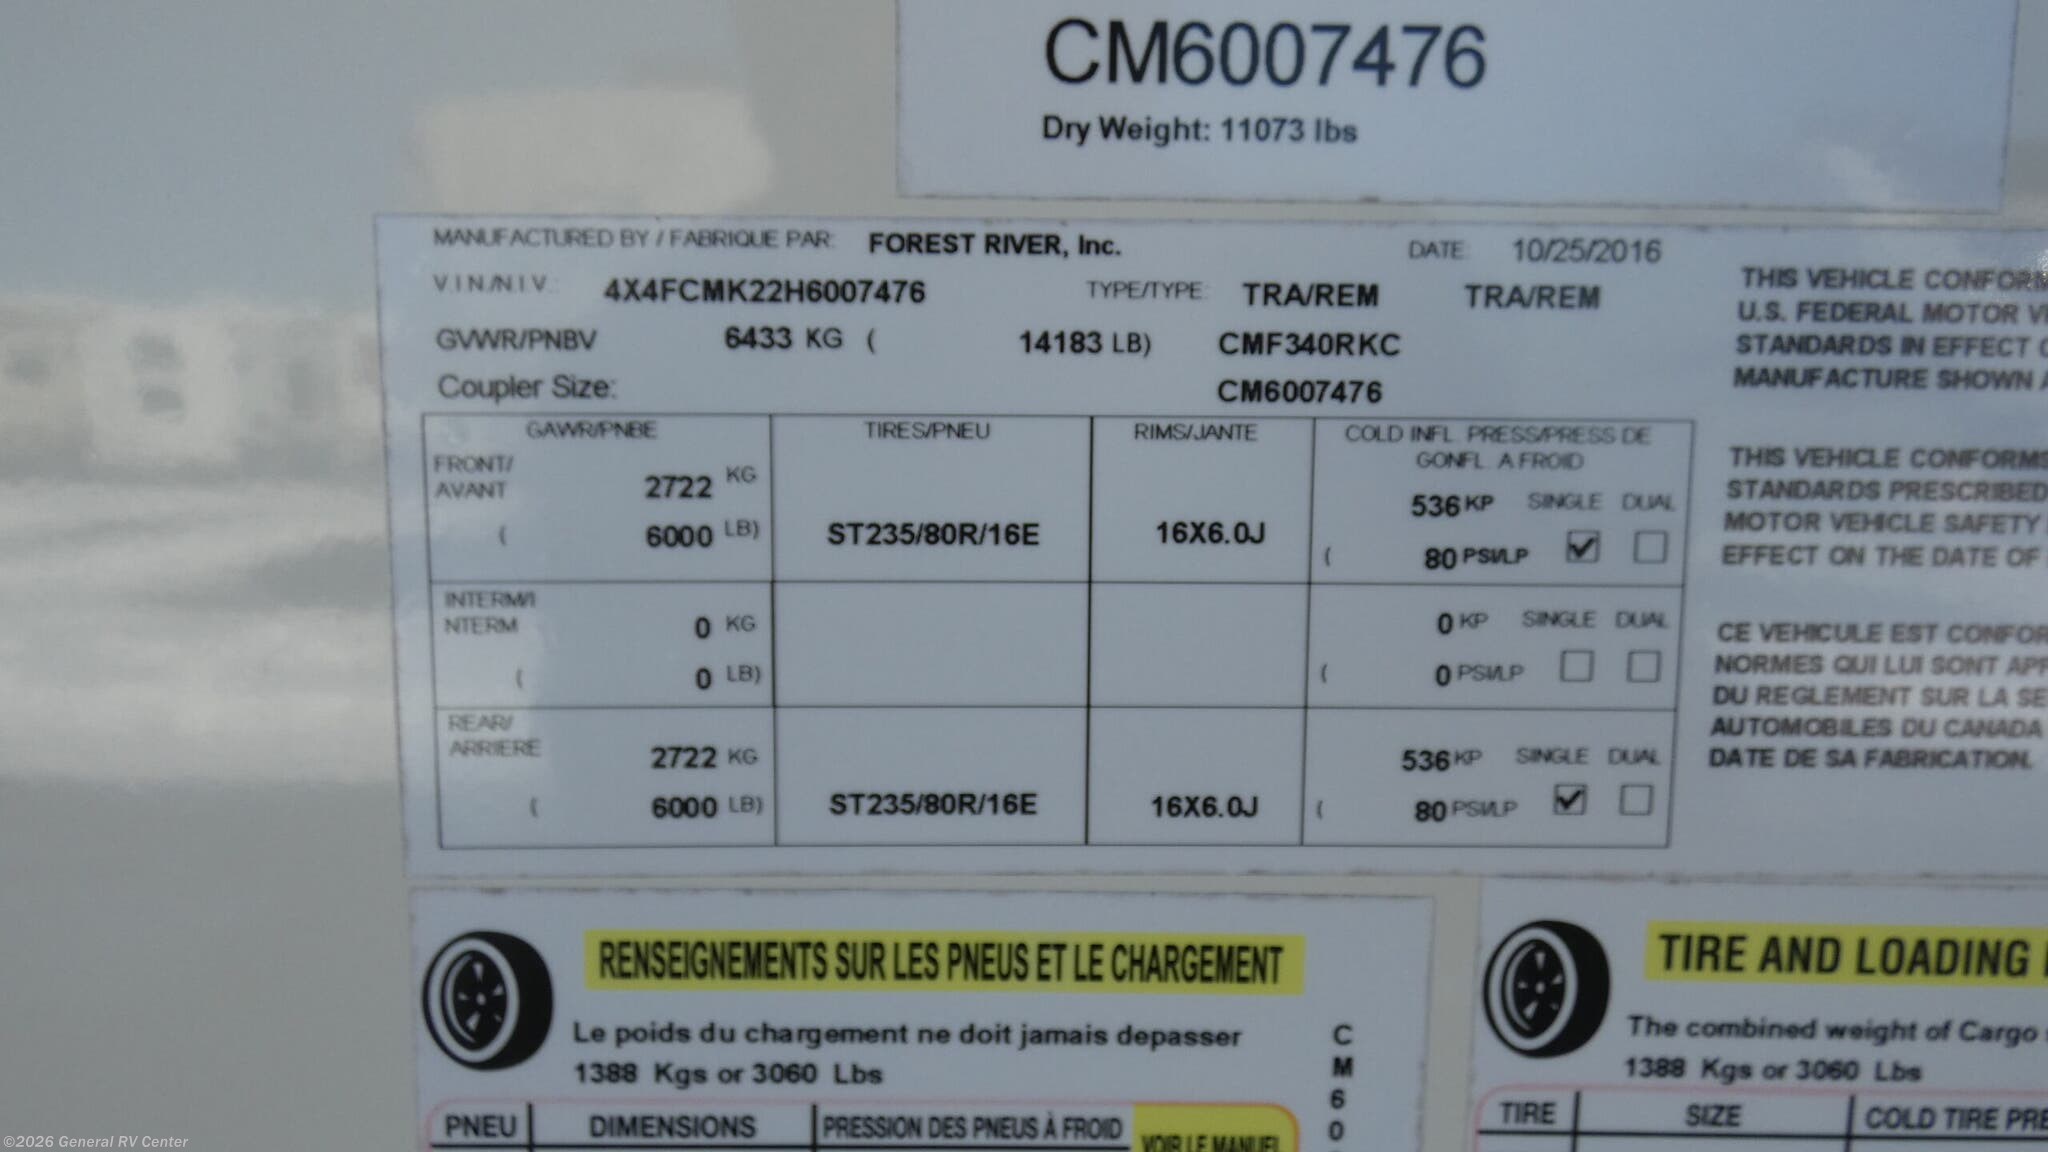 CM6007476
Dry Weight: 11073 lbs
MANUFACTURED BY / FABRIQUE PAR: FOREST RIVER, Inc. DATE: 10/25/2016
V.I.N./N.I.V.: 4X4FCMK22H6007476 TYPE/TYPE: TRA/REM TRA/REM
GVWR/PNBV 6433 KG ( 14183 LB) CMF340RKC
Coupler Size: CM6007476
GAWR/PNBE TIRES/PNEU RIMS/JANTE COLD INFL. PRESS/PRESS DE
GONFL. A FROID
FRONT/
AVANT 2722 KG 536 KP SINGLE DUAL
( 6000 LB) ST235/80R/16E 16X6.0J ( 80 PSI/LP
INTERM/I
NTERM 0 KG 0 KP SINGLE DUAL
( 0 LB) ( 0 PSI/LP
REAR/
ARRIERE 2722 KG 536 KP SINGLE DUAL
( 6000 LB) ST235/80R/16E 16X6.0J ( 80 PSI/LP
THIS VEHICLE CONFORM
U.S. FEDERAL MOTOR
STANDARDS IN EFFECT
MANUFACTURE SHOWN
THIS VEHICLE CONFORMS
STANDARDS PRESCRIBED
MOTOR VEHICLE SAFETY
EFFECT ON THE DATE OF
CE VEHICULE EST CONFOR
NORMES QUI LUI SONT APP
DU REGLEMENT SUR LA SE
AUTOMOBILES DU CANADA
DATE DE SA FABRICATION.
RENSEIGNEMENTS SUR LES PNEUS ET LE CHARGEMENT
Le poids du chargement ne doit jamais depasser
1388 Kgs or 3060 Lbs
PNEU DIMENSIONS PRESSION DES PNEUS À FROID VOIR LE MANUEL
C
M
6
0
TIRE AND LOADING
The combined weight of Cargo
1388 Kgs or 3060 Lbs
TIRE SIZE COLD TIRE PRE
©2026 General RV Center